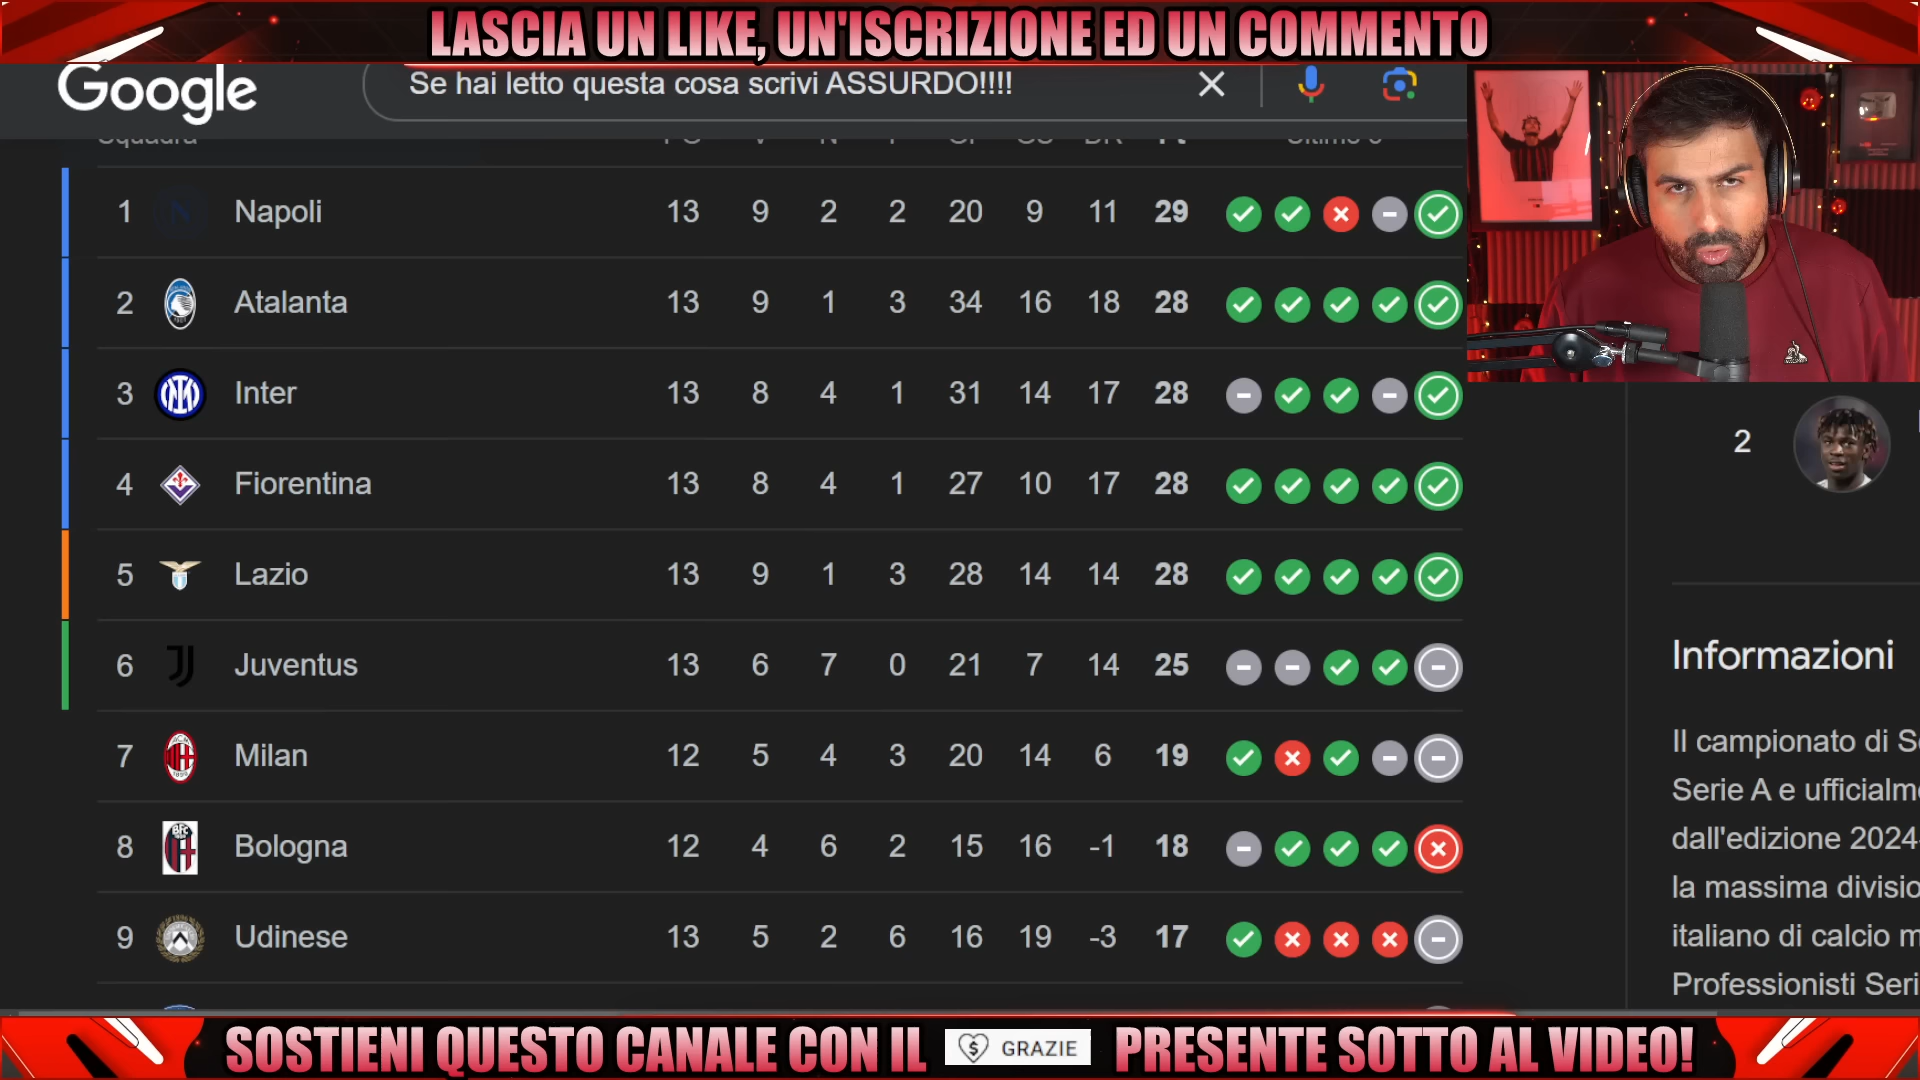 LASCIA UN LIKE, UN'ISCRIZIONE ED UN COMMENTO
Google
Se hai letto questa cosa scrivi ASSURDO!!!!
Squadra
1 Napoli 13 9 2 2 20 9 11 29
2 Atalanta 13 9 1 3 34 16 18 28
3 Inter 13 8 4 1 31 14 17 28
4 Fiorentina 13 8 4 1 27 10 17 28
5 Lazio 13 9 1 3 28 14 14 28
6 Juventus 13 6 7 0 21 7 14 25
7 Milan 12 5 4 3 20 14 6 19
8 Bologna 12 4 6 2 15 16 -1 18
9 Udinese 13 5 2 6 16 19 -3 17
2
Informazioni
Il campionato di S
Serie A e ufficialm
dall'edizione 2024-
la massima divisio
italiano di calcio m
Professionisti Seri
SOSTIENI QUESTO CANALE CON IL GRAZIE PRESENTE SOTTO AL VIDEO!